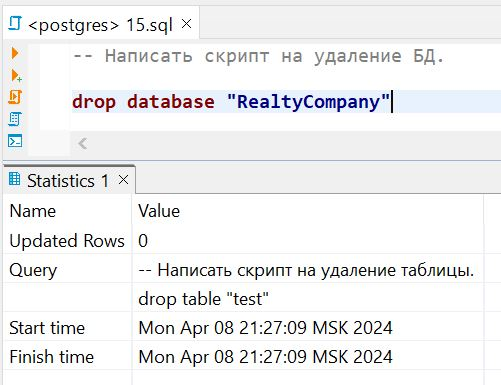 <postgres> 15.sql
-- Написать скрипт на удаление БД.
drop database "RealtyCompany"
Statistics 1
Name Value
Updated Rows 0
Query -- Написать скрипт на удаление таблицы.
drop table "test"
Start time Mon Apr 08 21:27:09 MSK 2024
Finish time Mon Apr 08 21:27:09 MSK 2024